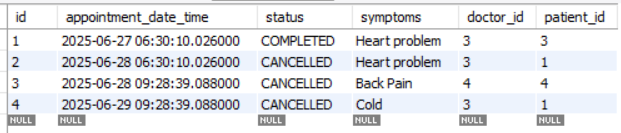 id appointment_date_time status symptoms doctor_id patient_id
1 2025-06-27 06:30:10.026000 COMPLETED Heart problem 3 3
2 2025-06-28 06:30:10.026000 CANCELLED Heart problem 3 1
3 2025-06-28 09:28:39.088000 CANCELLED Back Pain 4 4
4 2025-06-29 09:28:39.088000 CANCELLED Cold 3 1
NULL NULL NULL NULL NULL NULL